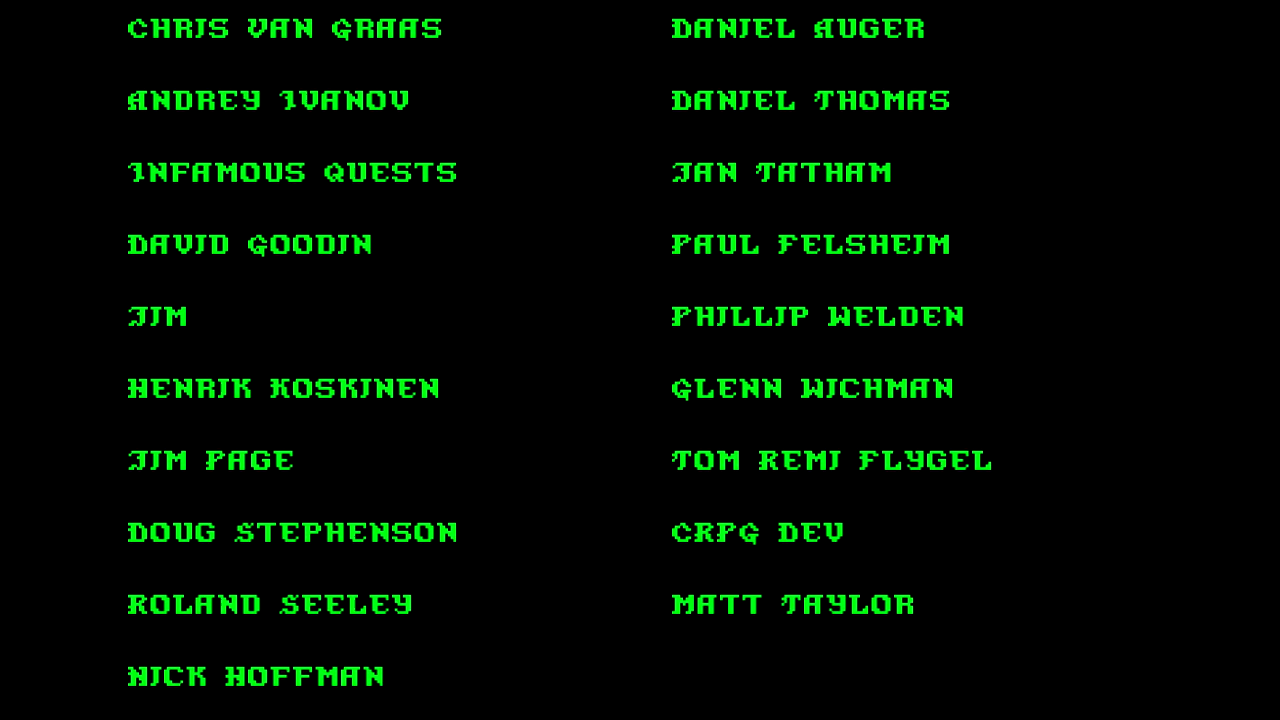 CHRIS VAN GRAAS
ANDREY IVANOV
INFAMOUS QUESTS
DAVID GOODIN
JIM
HENRIK KOSKINEN
JIM PAGE
DOUG STEPHENSON
ROLAND SEELEY
NICK HOFFMAN
DANIEL AUGER
DANIEL THOMAS
JAN TATHAM
PAUL FELSHEIM
PHILLIP WELDEN
GLENN WICHMAN
TOM REMI FLYGEL
CRPG DEV
MATT TAYLOR